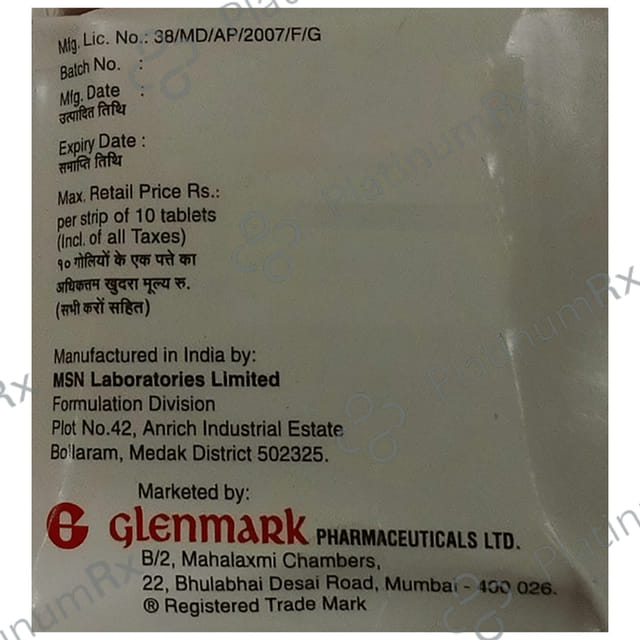 Mfg. Lic. No.: 38/MD/AP/2007/F/G
Batch No. :
Mfg. Date :
उत्पादित तिथि
Expiry Date :
समाप्ति तिथि
Max. Retail Price Rs.:
per strip of 10 tablets
(Incl. of all Taxes)
१० गोलियों के एक पत्ते का
अधिकतम खुदरा मूल्य रु.
(सभी करों सहित)
Manufactured in India by:
MSN Laboratories Limited
Formulation Division
Plot No.42, Anrich Industrial Estate
Bollaram, Medak District 502325.
Marketed by:
G GLENMARK PHARMACEUTICALS LTD.
B/2, Mahalaxmi Chambers,
22, Bhulabhai Desai Road, Mumbai - 400 026.
® Registered Trade Mark
PlatinumRx
PlatinumRx
PlatinumRx